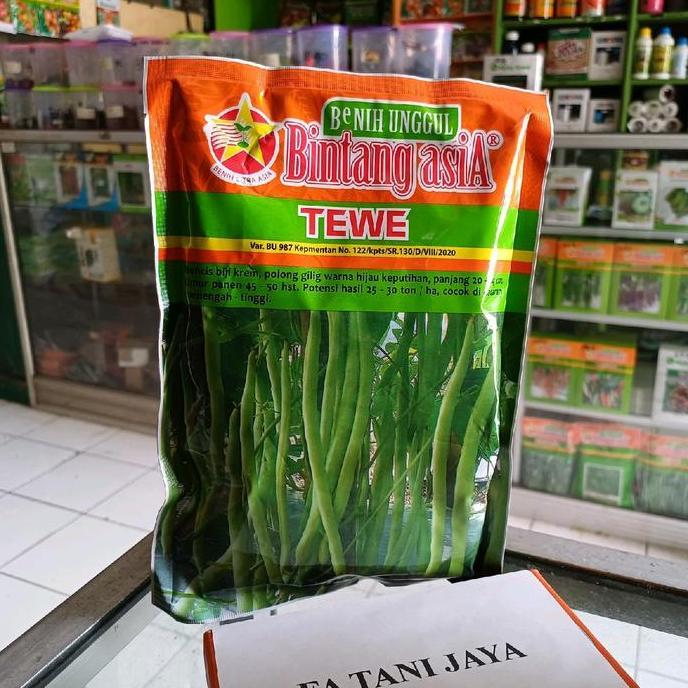 BeNIH UNGGUL
Bintang asiA®
TEWE
Var. BU 987 Kepmentan No. 122/kpts/SR.130/D/VIII/2020
biji krem, polong gilig warna hijau keputihan, panjang 20 -
umur panen 45 - 50 hst. Potensi hasil 25 - 30 ton / ha, cocok di
menengah - tinggi.
TANI JAYA